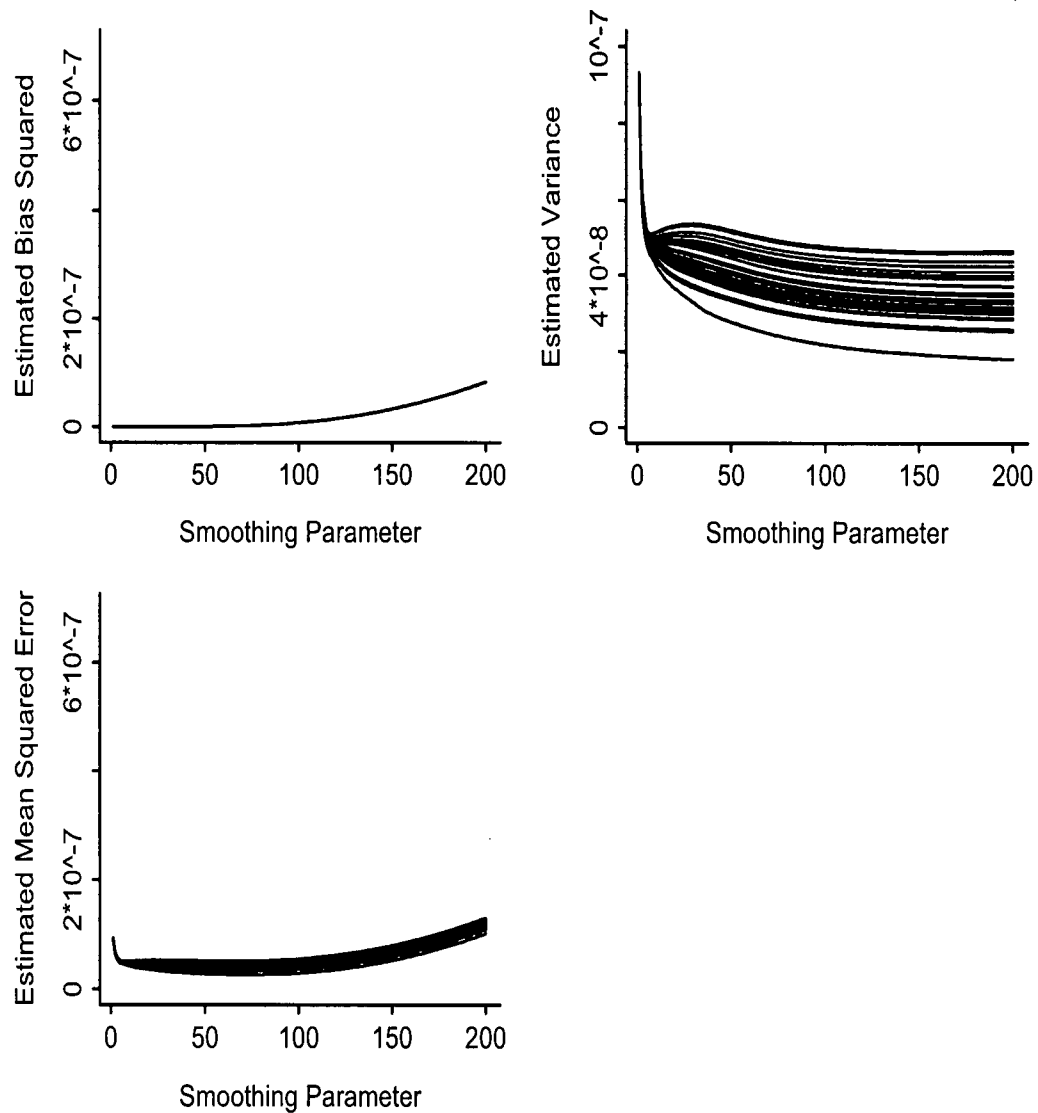 Estimated Bias Squared
0 2*10^-7 6*10^-7
0 50 100 150 200
Smoothing Parameter
Estimated Variance
0 4*10^-8 10^-7
0 50 100 150 200
Smoothing Parameter
Estimated Mean Squared Error
0 2*10^-7 6*10^-7
0 50 100 150 200
Smoothing Parameter